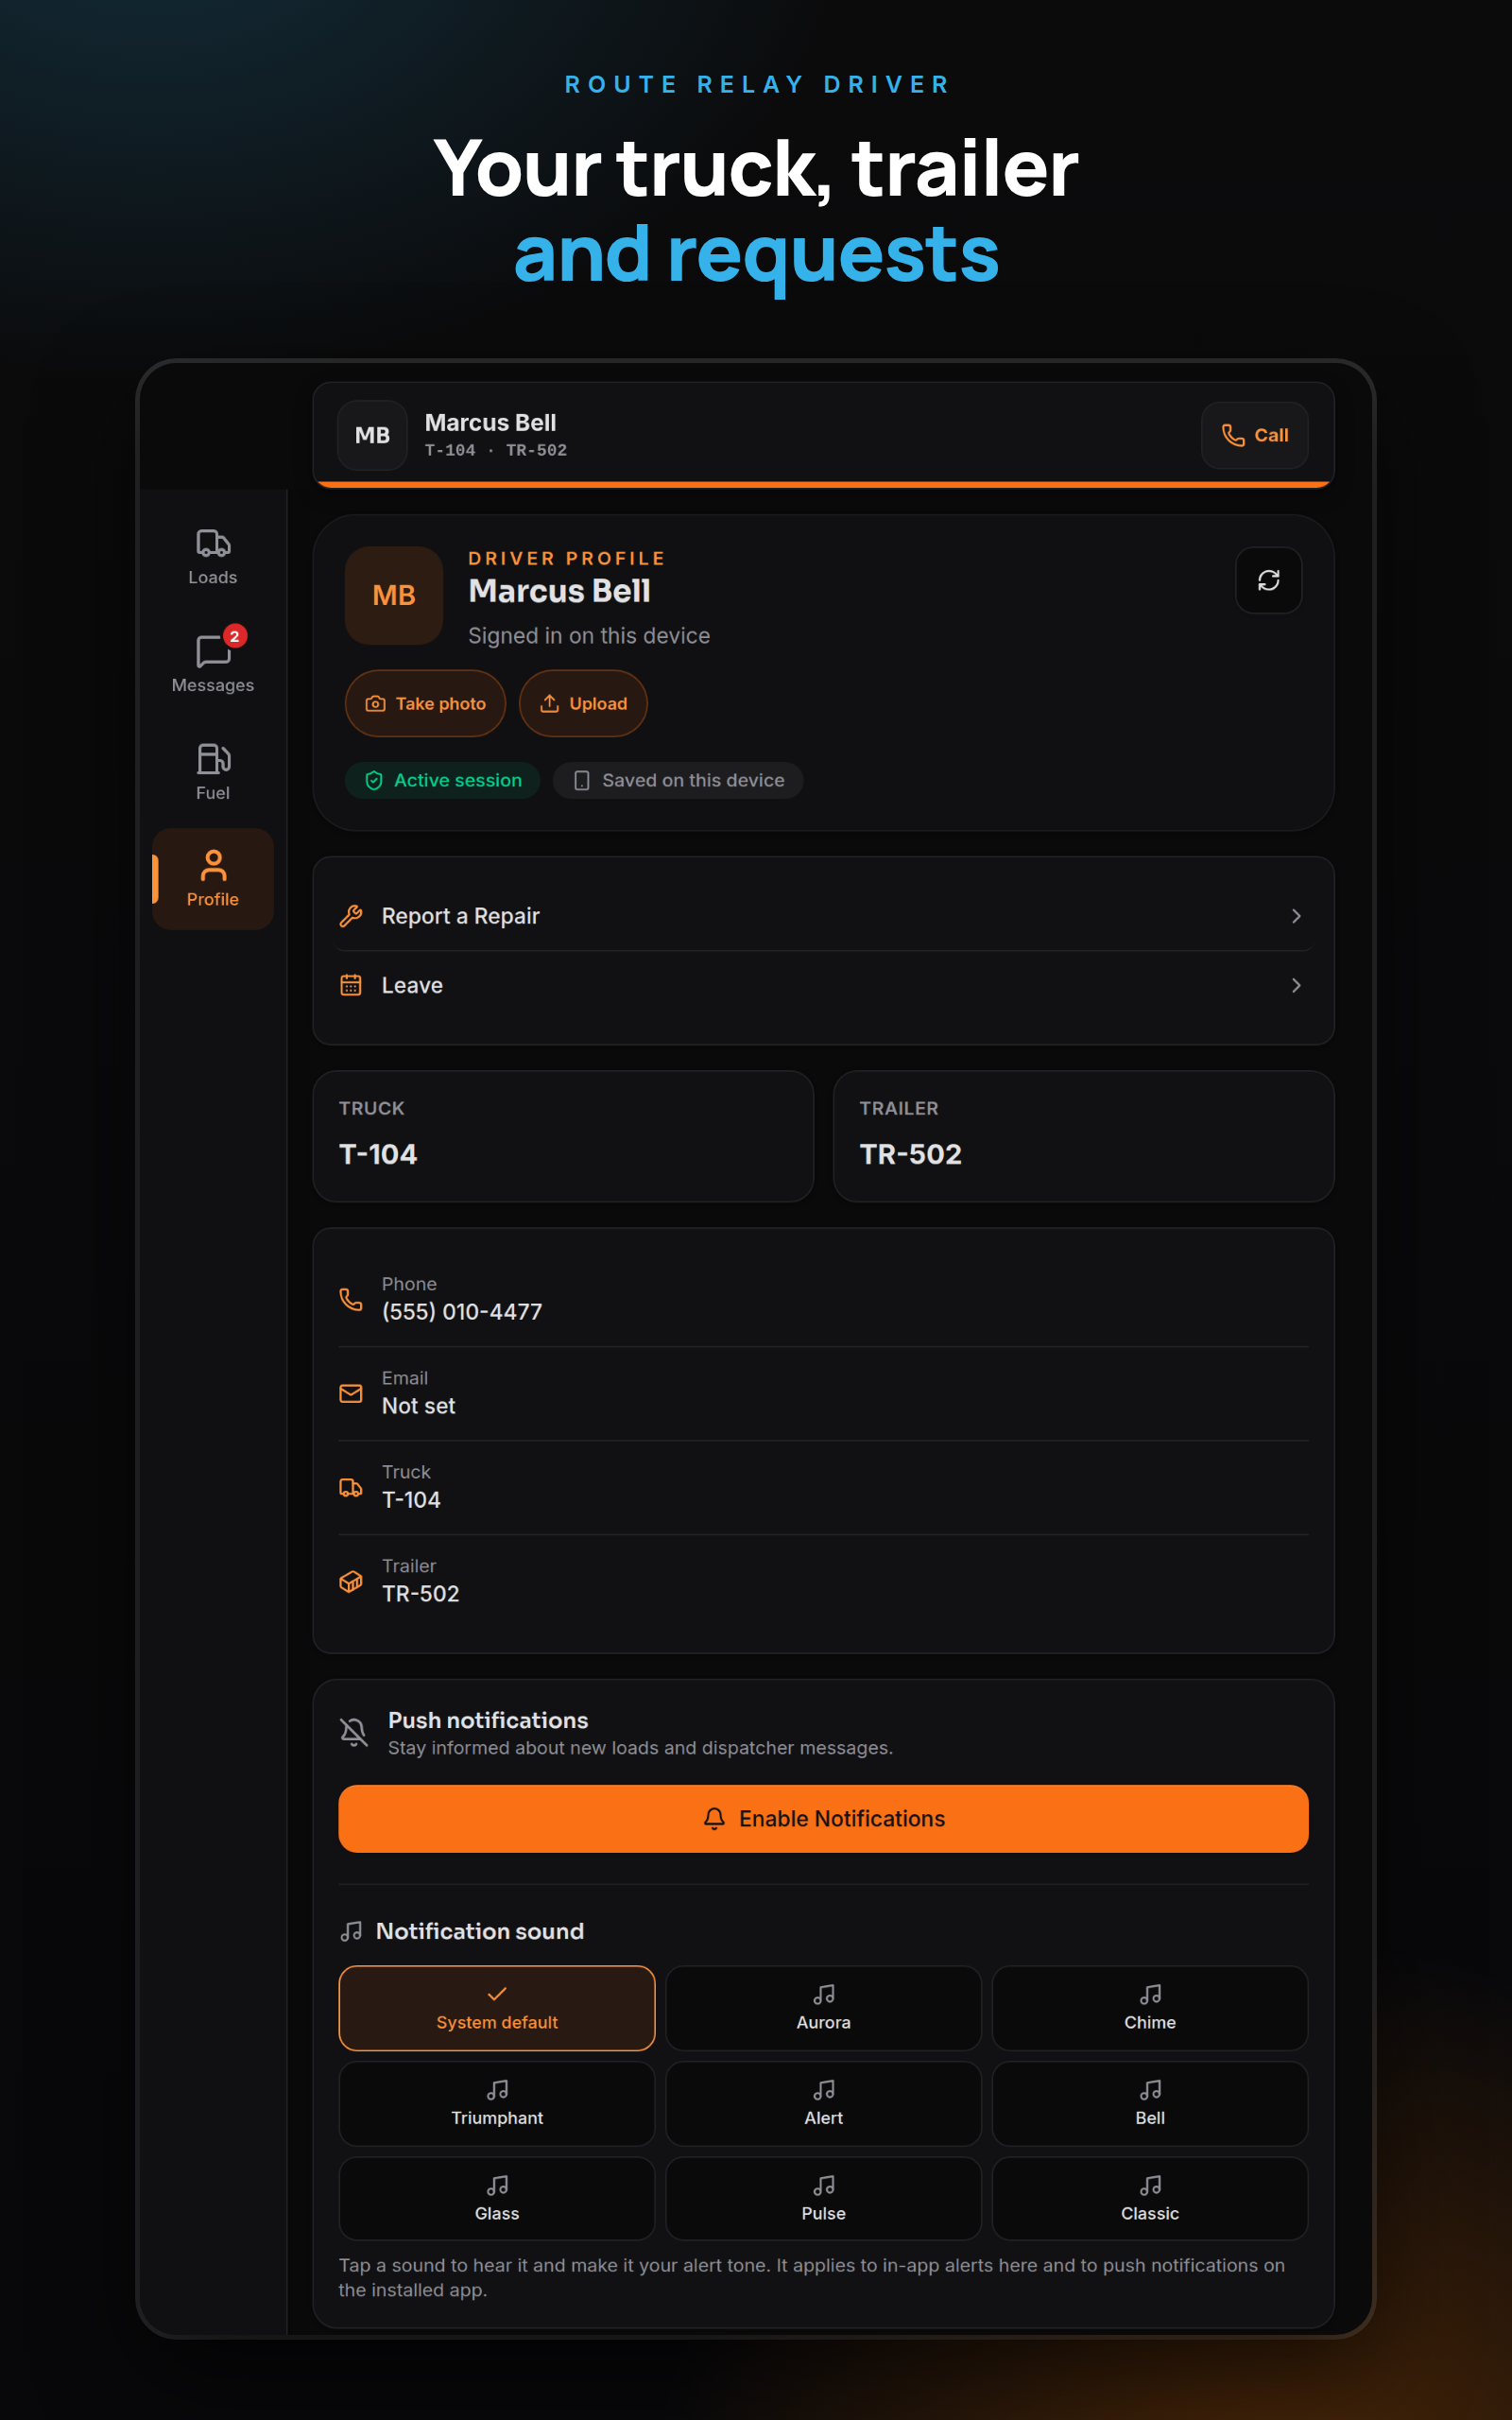 ROUTE RELAY DRIVER
Your truck, trailer
and requests
MB
Marcus Bell
T-104 · TR-502
Call
Loads
2
Messages
Fuel
Profile
MB
DRIVER PROFILE
Marcus Bell
Signed in on this device
Take photo
Upload
Active session
Saved on this device
Report a Repair
Leave
TRUCK
T-104
TRAILER
TR-502
Phone
(555) 010-4477
Email
Not set
Truck
T-104
Trailer
TR-502
Push notifications
Stay informed about new loads and dispatcher messages.
Enable Notifications
Notification sound
System default
Aurora
Chime
Triumphant
Alert
Bell
Glass
Pulse
Classic
Tap a sound to hear it and make it your alert tone. It applies to in-app alerts here and to push notifications on
the installed app.